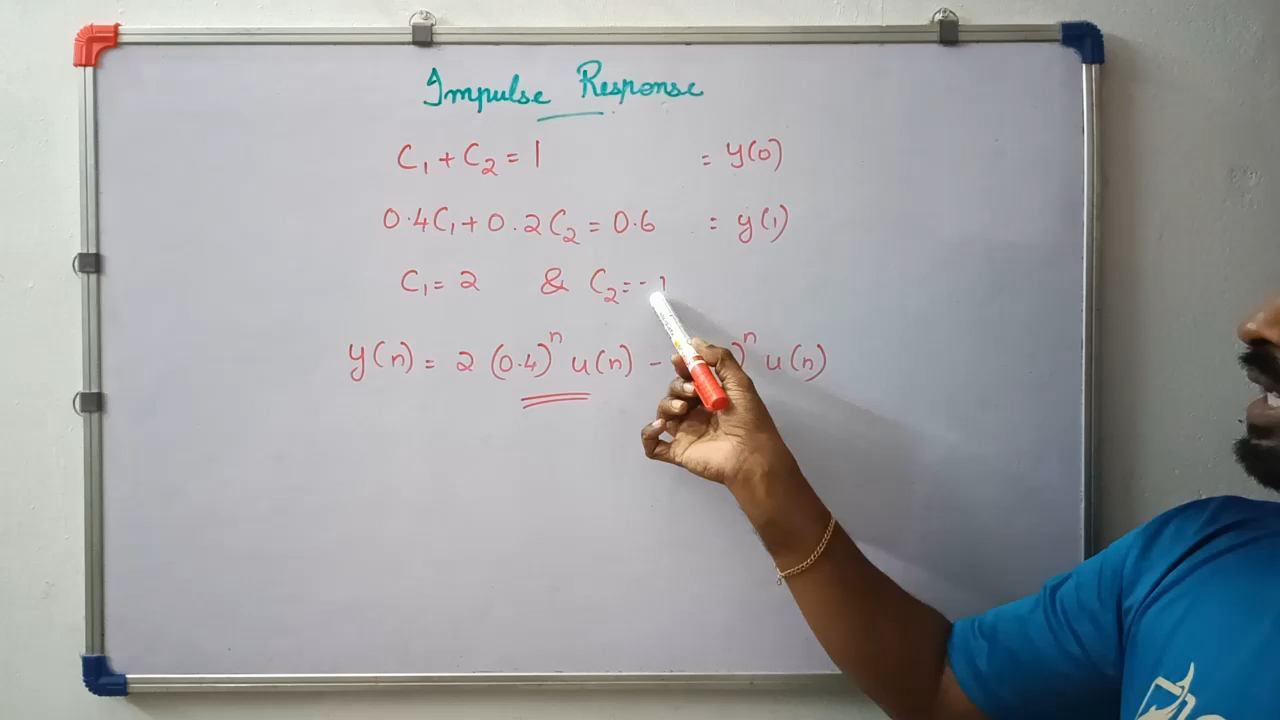 Impulse Response
C₁ + C₂ = 1 = y(0)
0.4C₁ + 0.2C₂ = 0.6 = y(1)
C₁ = 2 & C₂ = -1
y(n) = 2 (0.4)ⁿ u(n) - )ⁿ u(n)